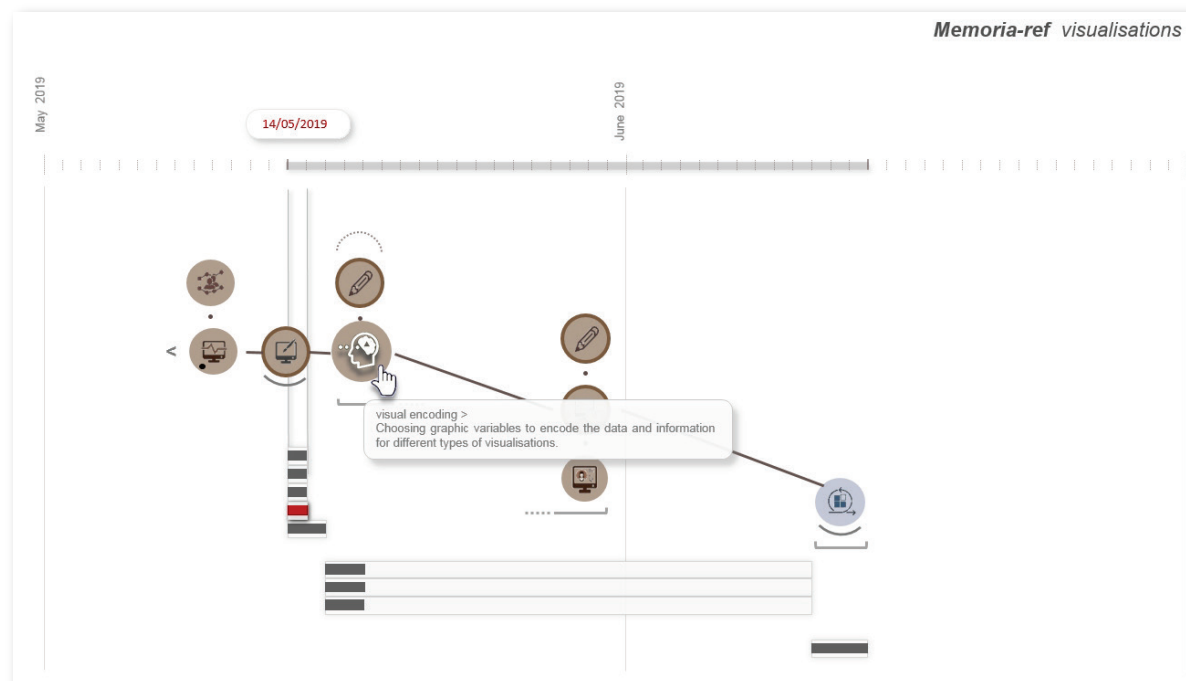 Memoria-ref visualisations
May 2019
June 2019
14/05/2019
<
visual encoding >
Choosing graphic variables to encode the data and information
for different types of visualisations.